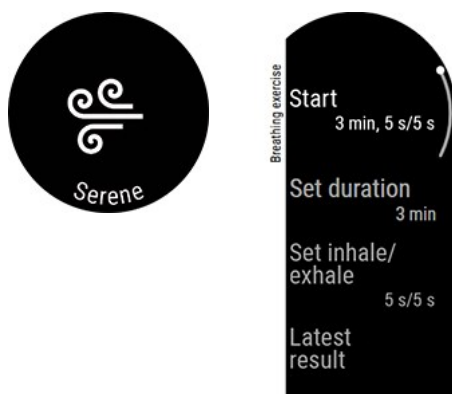 Serene
Breathing exercise
Start
3 min, 5 s/5 s
Set duration
3 min
Set inhale/
exhale
5 s/5 s
Latest
result